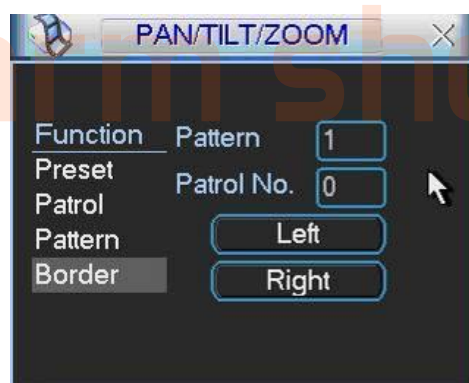 PAN/TILT/ZOOM
Function
Preset
Patrol
Pattern
Border
Pattern 1
Patrol No. 0
Left
Right